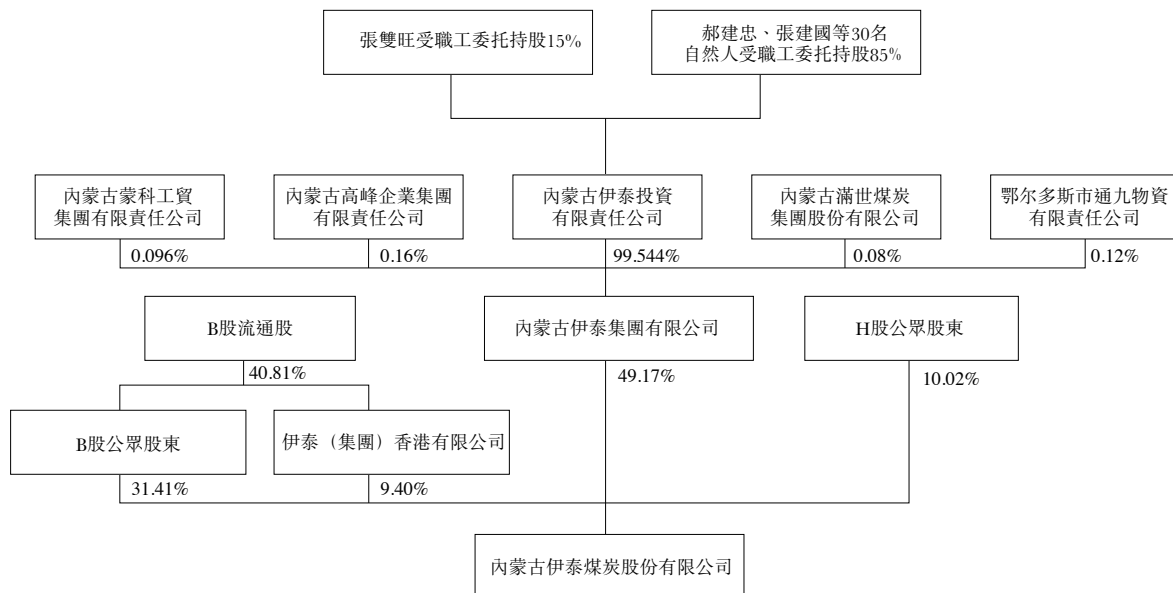 張雙旺受職工委托持股15%
郝建忠、張建國等30名
自然人受職工委托持股85%
內蒙古蒙科工貿
集團有限責任公司
內蒙古高峰企業集團
有限責任公司
內蒙古伊泰投資
有限責任公司
內蒙古滿世煤炭
集團股份有限公司
鄂尔多斯市通九物資
有限責任公司
0.096%
0.16%
99.544%
0.08%
0.12%
B股流通股
內蒙古伊泰集團有限公司
H股公眾股東
40.81%
49.17%
10.02%
B股公眾股東
伊泰（集團）香港有限公司
31.41%
9.40%
內蒙古伊泰煤炭股份有限公司